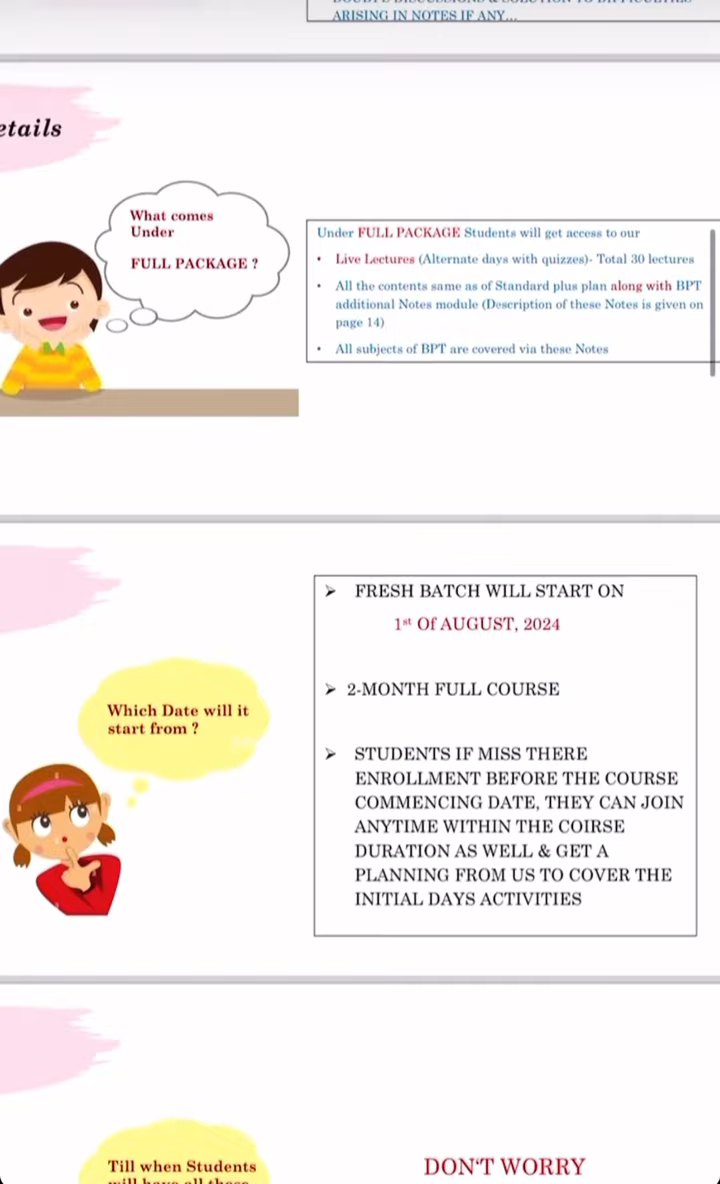 ARISING IN NOTES IF ANY...
etails
What comes
Under
FULL PACKAGE ?
Under FULL PACKAGE Students will get access to our
• Live Lectures (Alternate days with quizzes)- Total 30 lectures
• All the contents same as of Standard plus plan along with BPT
additional Notes module (Description of these Notes is given on
page 14)
• All subjects of BPT are covered via these Notes
Which Date will it
start from ?
➢ FRESH BATCH WILL START ON
1st Of AUGUST, 2024
➢ 2-MONTH FULL COURSE
➢ STUDENTS IF MISS THERE
ENROLLMENT BEFORE THE COURSE
COMMENCING DATE, THEY CAN JOIN
ANYTIME WITHIN THE COIRSE
DURATION AS WELL & GET A
PLANNING FROM US TO COVER THE
INITIAL DAYS ACTIVITIES
Till when Students
DON'T WORRY